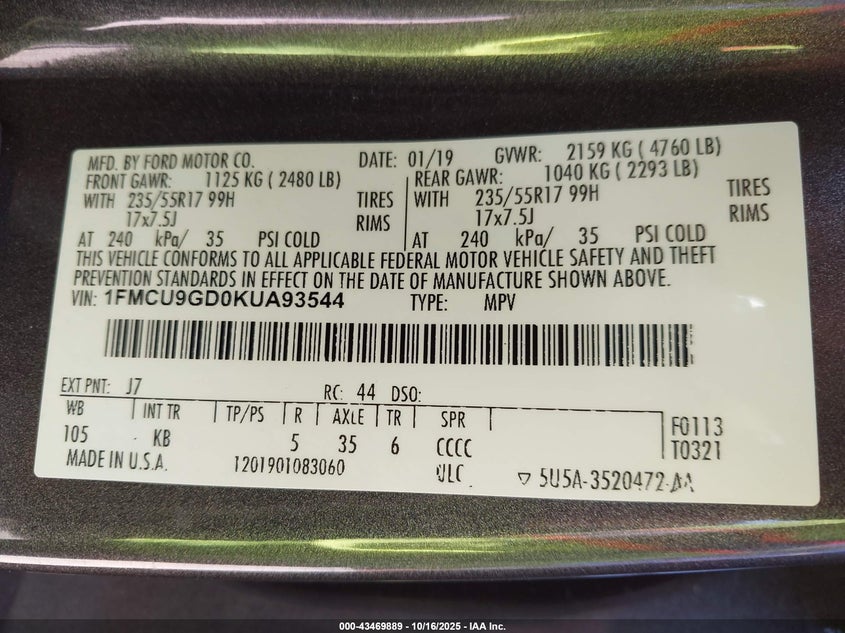 MFD. BY FORD MOTOR CO. DATE: 01/19 GVWR: 2159 KG ( 4760 LB)
FRONT GAWR: 1125 KG ( 2480 LB) REAR GAWR: 1040 KG ( 2293 LB)
WITH 235/55R17 99H TIRES WITH 235/55R17 99H TIRES
17x7.5J RIMS 17x7.5J RIMS
AT 240 kPa/ 35 PSI COLD AT 240 kPa/ 35 PSI COLD
THIS VEHICLE CONFORMS TO ALL APPLICABLE FEDERAL MOTOR VEHICLE SAFETY AND THEFT
PREVENTION STANDARDS IN EFFECT ON THE DATE OF MANUFACTURE SHOWN ABOVE.
VIN: 1FMCU9GD0KUA93544 TYPE: MPV
EXT PNT: J7 RC: 44 DSO:
WB INT TR TP/PS R AXLE TR SPR
105 KB 5 35 6 CCCC
F0113
T0321
MADE IN U.S.A. 1201901083060 ULC ▽ 5U5A-3520472-AA
000-43469889 - 10/16/2025 - IAA Inc.